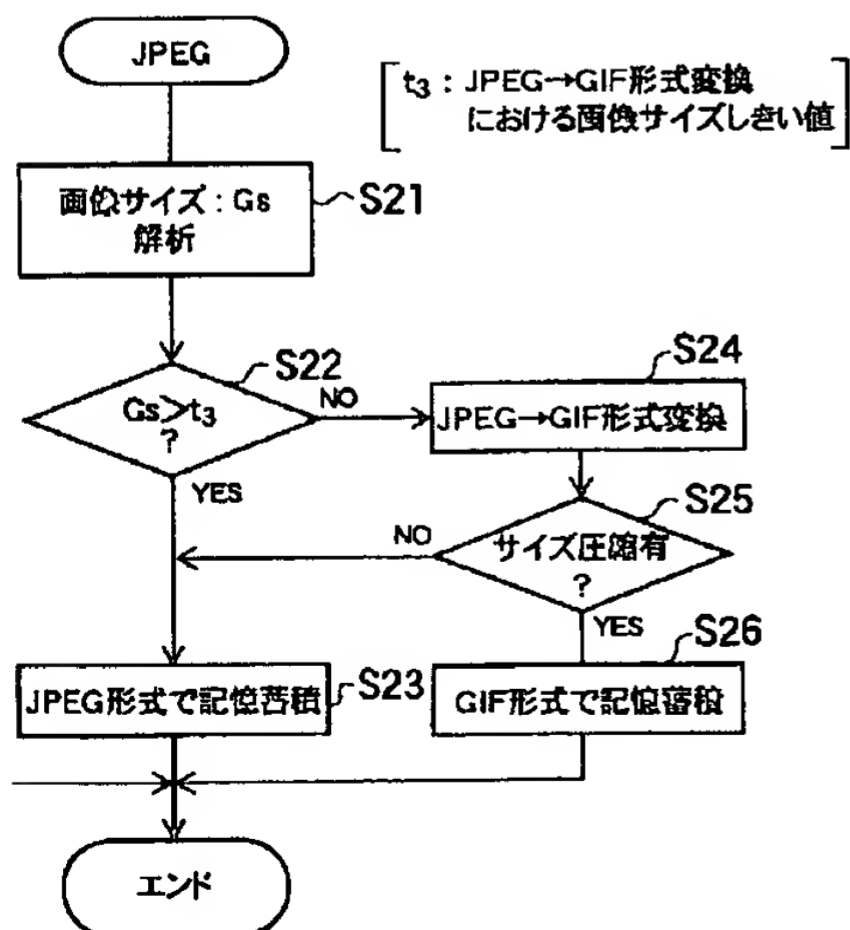 JPEG
t₃：JPEG→GIF形式変換
における画像サイズしきい値
画像サイズ：Gs
解析
S21
Gs>t₃
?
S22
NO
YES
S24
JPEG→GIF形式変換
S25
サイズ圧縮有
?
NO
YES
S26
JPEG形式で記憶蓄積
S23
GIF形式で記憶蓄積
エンド